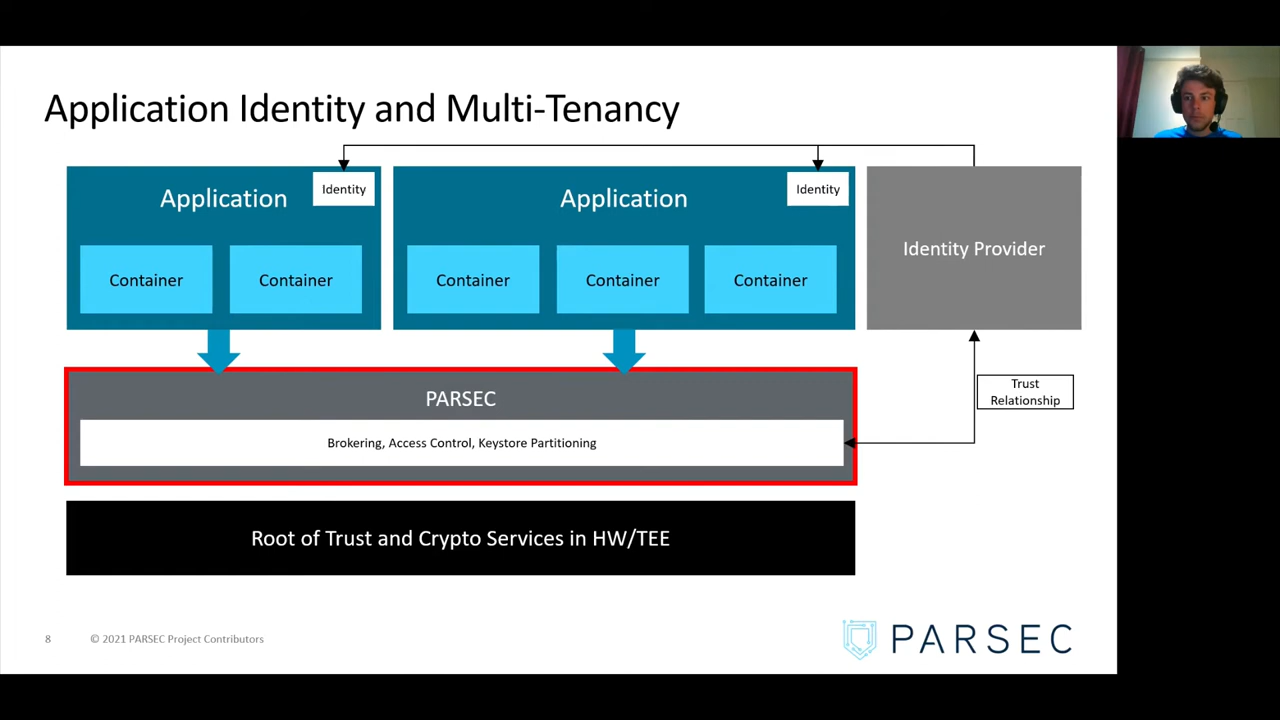 Application Identity and Multi-Tenancy
Application
Identity
Application
Identity
Identity Provider
Container
Container
Container
Container
Container
PARSEC
Trust
Relationship
Brokering, Access Control, Keystore Partitioning
Root of Trust and Crypto Services in HW/TEE
8
© 2021 PARSEC Project Contributors
PARSEC